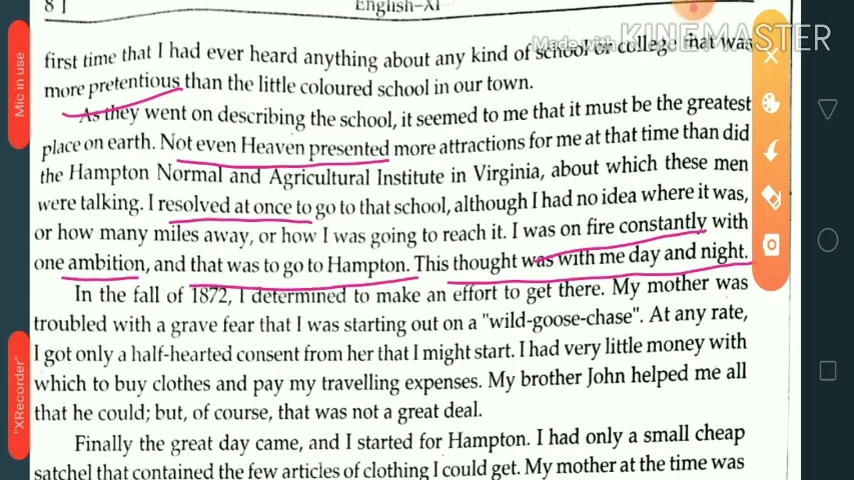 81
English-XI
Made with KINEMASTER
first time that I had ever heard anything about any kind of school or college that was
more pretentious than the little coloured school in our town.
As they went on describing the school, it seemed to me that it must be the greatest
place on earth. Not even Heaven presented more attractions for me at that time than did
the Hampton Normal and Agricultural Institute in Virginia, about which these men
were talking. I resolved at once to go to that school, although I had no idea where it was,
or how many miles away, or how I was going to reach it. I was on fire constantly with
one ambition, and that was to go to Hampton. This thought was with me day and night.
In the fall of 1872, I determined to make an effort to get there. My mother was
troubled with a grave fear that I was starting out on a "wild-goose-chase". At any rate,
I got only a half-hearted consent from her that I might start. I had very little money with
which to buy clothes and pay my travelling expenses. My brother John helped me all
that he could; but, of course, that was not a great deal.
Finally the great day came, and I started for Hampton. I had only a small cheap
satchel that contained the few articles of clothing I could get. My mother at the time was
Mic in use
"XRecorder"